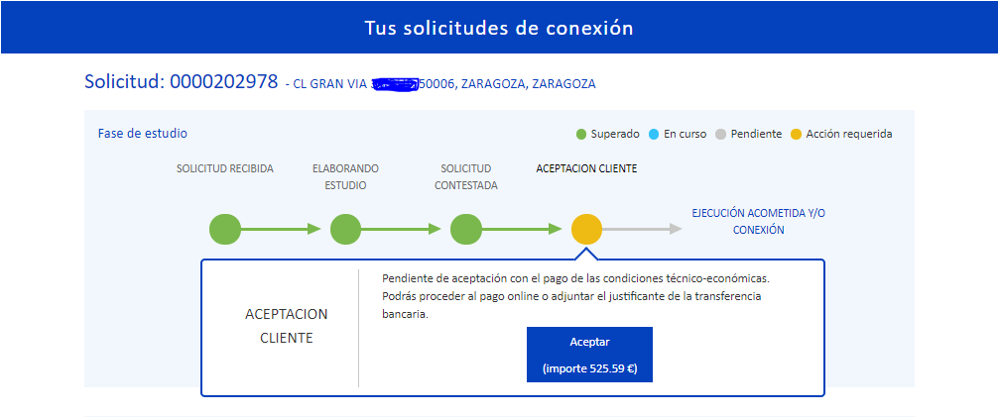 Tus solicitudes de conexión
Solicitud: 0000202978 - CL GRAN VIA 50006, ZARAGOZA, ZARAGOZA
Fase de estudio
Superado
En curso
Pendiente
Acción requerida
SOLICITUD RECIBIDA
ELABORANDO
ESTUDIO
SOLICITUD
CONTESTADA
ACEPTACION CLIENTE
EJECUCIÓN ACOMETIDA Y/O
CONEXIÓN
ACEPTACION
CLIENTE
Pendiente de aceptación con el pago de las condiciones técnico-económicas.
Podrás proceder al pago online o adjuntar el justificante de la transferencia
bancaria.
Aceptar
(importe 525.59 €)